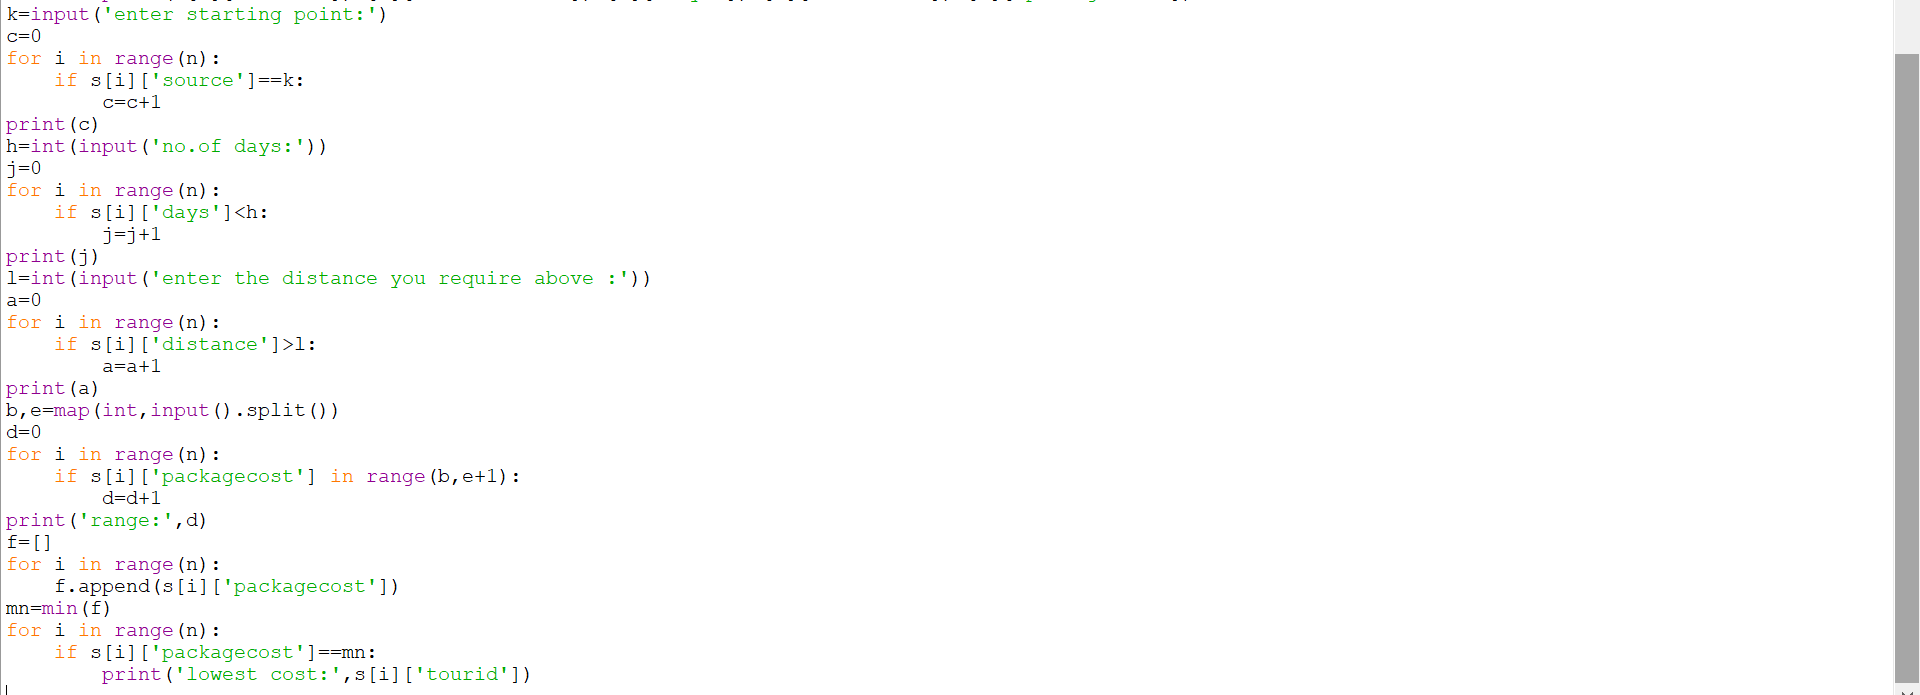 k=input('enter starting point:')
c=0
for i in range(n):
    if s[i]['source']==k:
        c=c+1
print(c)
h=int(input('no.of days:'))
j=0
for i in range(n):
    if s[i]['days']<h:
        j=j+1
print(j)
l=int(input('enter the distance you require above :'))
a=0
for i in range(n):
    if s[i]['distance']>l:
        a=a+1
print(a)
b,e=map(int,input().split())
d=0
for i in range(n):
    if s[i]['packagecost'] in range(b,e+1):
        d=d+1
print('range:',d)
f=[]
for i in range(n):
    f.append(s[i]['packagecost'])
mn=min(f)
for i in range(n):
    if s[i]['packagecost']==mn:
        print('lowest cost:',s[i]['tourid'])